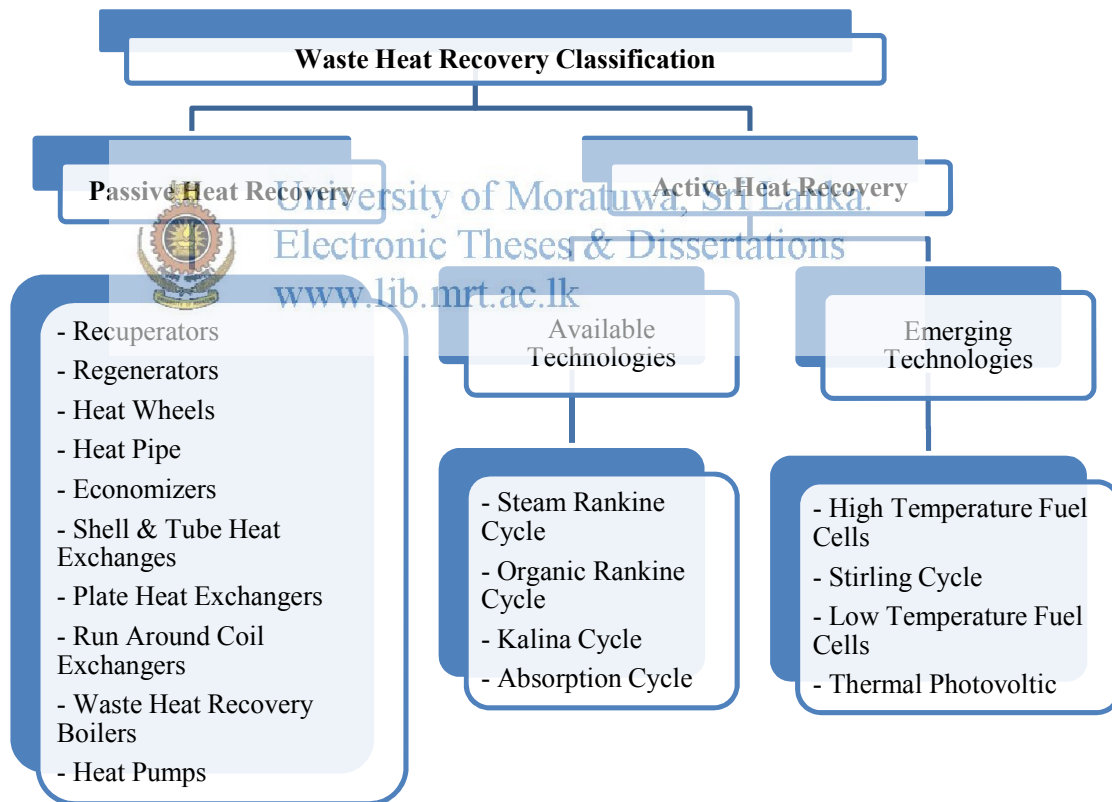 Waste Heat Recovery Classification
Passive Heat Recovery
Active Heat Recovery
University of Moratuwa, Sri Lanka.
Electronic Theses & Dissertations
www.lib.mrt.ac.lk
- Recuperators
- Regenerators
- Heat Wheels
- Heat Pipe
- Economizers
- Shell & Tube Heat
Exchanges
- Plate Heat Exchangers
- Run Around Coil
Exchangers
- Waste Heat Recovery
Boilers
- Heat Pumps
Available
Technologies
- Steam Rankine
Cycle
- Organic Rankine
Cycle
- Kalina Cycle
- Absorption Cycle
Emerging
Technologies
- High Temperature Fuel
Cells
- Stirling Cycle
- Low Temperature Fuel
Cells
- Thermal Photovoltic